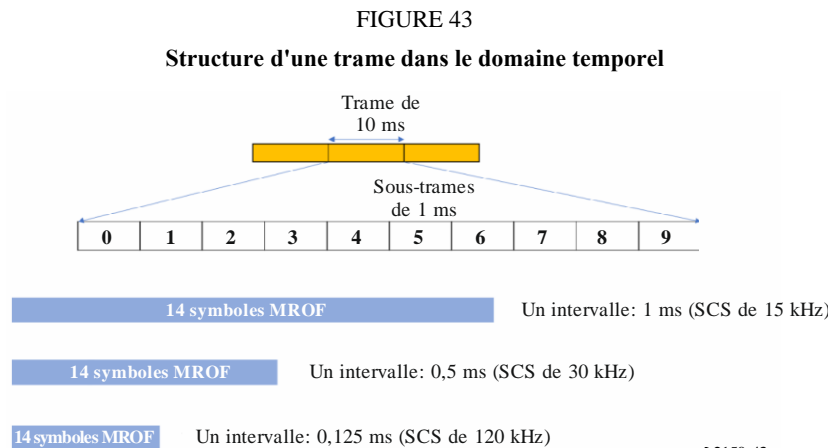 FIGURE 43
Structure d'une trame dans le domaine temporel
Trame de
10 ms
Sous-trames
de 1 ms
0 1 2 3 4 5 6 7 8 9
14 symboles MROF Un intervalle: 1 ms (SCS de 15 kHz)
14 symboles MROF Un intervalle: 0,5 ms (SCS de 30 kHz)
14 symboles MROF Un intervalle: 0,125 ms (SCS de 120 kHz)